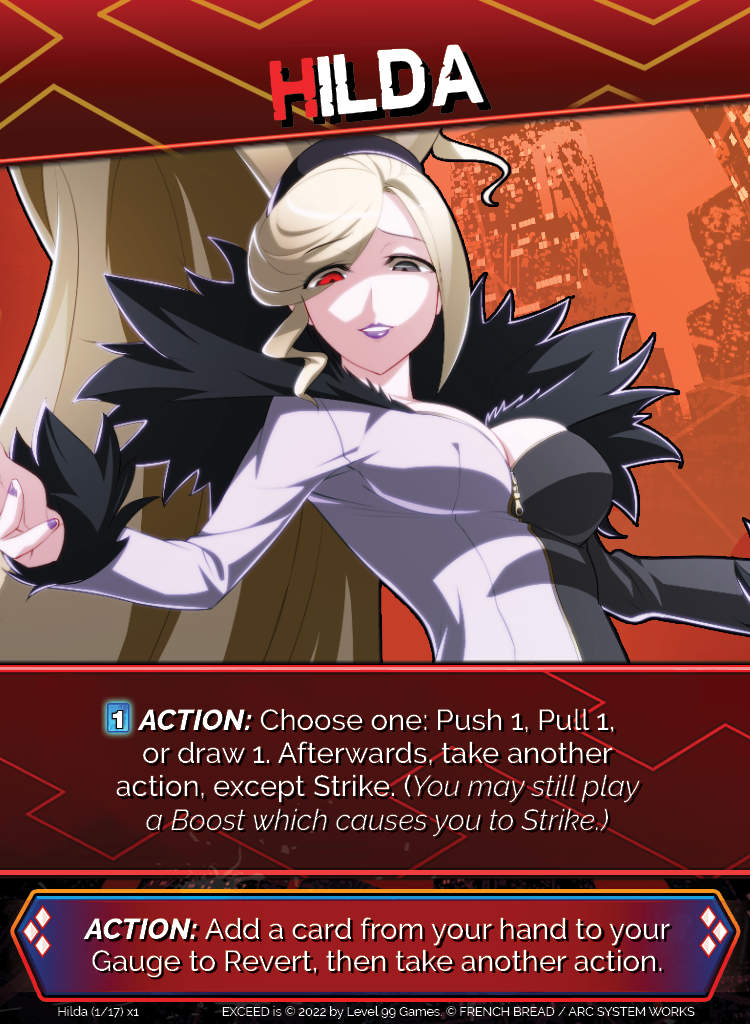 HILDA
1 ACTION: Choose one: Push 1, Pull 1,
or draw 1. Afterwards, take another
action, except Strike. (You may still play
a Boost which causes you to Strike.)
ACTION: Add a card from your hand to your
Gauge to Revert, then take another action.
Hilda (1/17) x1 EXCEED is © 2022 by Level 99 Games, © FRENCH BREAD / ARC SYSTEM WORKS